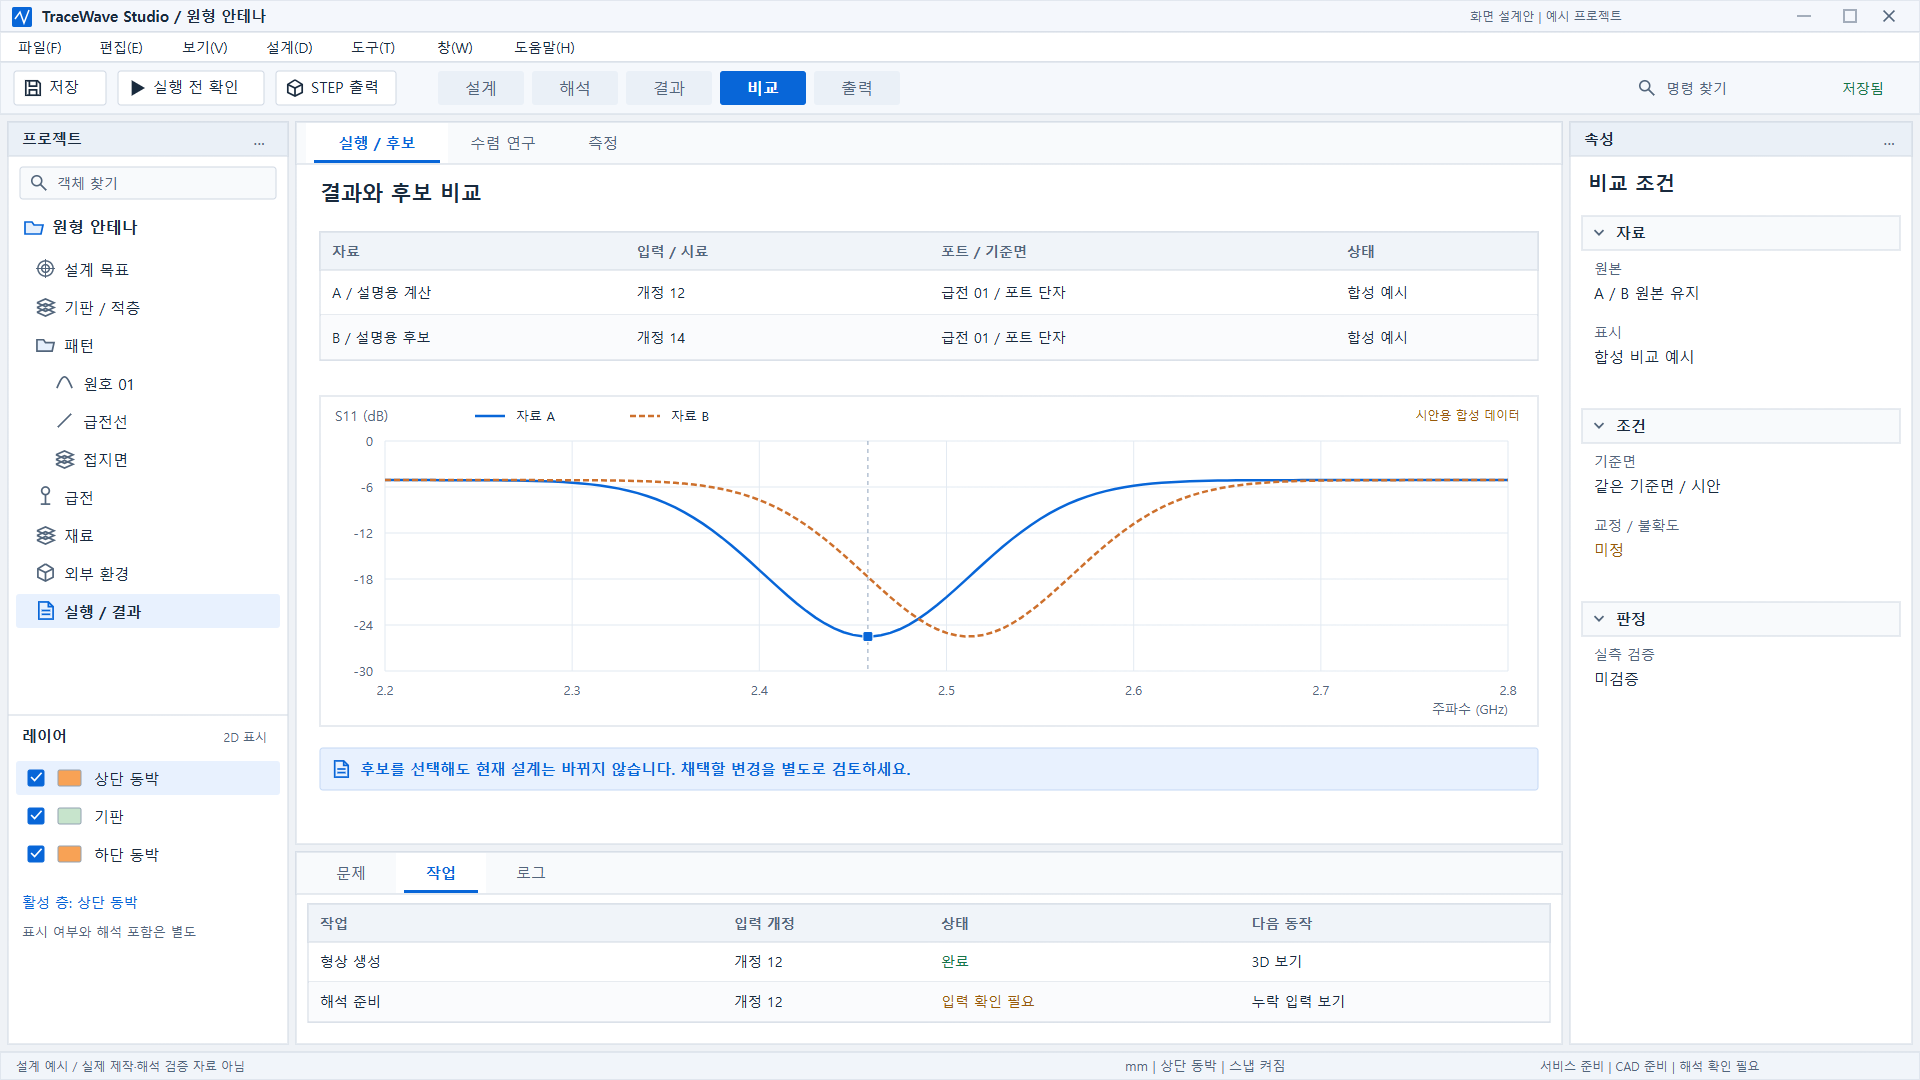 TraceWave Studio / 원형 안테나
화면 설계안 | 예시 프로젝트
파일(F) 편집(E) 보기(V) 설계(D) 도구(T) 창(W) 도움말(H)
저장 실행 전 확인 STEP 출력 설계 해석 결과 비교 출력 명령 찾기 저장됨
프로젝트 ...
객체 찾기
원형 안테나
설계 목표
기판 / 적층
패턴
원호 01
급전선
접지면
급전
재료
외부 환경
실행 / 결과
레이어 2D 표시
상단 동박
기판
하단 동박
활성 층: 상단 동박
표시 여부와 해석 포함은 별도
실행 / 후보 수렴 연구 측정
결과와 후보 비교
자료 입력 / 시료 포트 / 기준면 상태
A / 설명용 계산 개정 12 급전 01 / 포트 단자 합성 예시
B / 설명용 후보 개정 14 급전 01 / 포트 단자 합성 예시
S11 (dB) 자료 A 자료 B 시안용 합성 데이터
0
-6
-12
-18
-24
-30
2.2 2.3 2.4 2.5 2.6 2.7 2.8
주파수 (GHz)
후보를 선택해도 현재 설계는 바뀌지 않습니다. 채택할 변경을 별도로 검토하세요.
문제 작업 로그
작업 입력 개정 상태 다음 동작
형상 생성 개정 12 완료 3D 보기
해석 준비 개정 12 입력 확인 필요 누락 입력 보기
속성 ...
비교 조건
자료
원본
A / B 원본 유지
표시
합성 비교 예시
조건
기준면
같은 기준면 / 시안
교정 / 불확도
미정
판정
실측 검증
미검증
설계 예시 / 실제 제작·해석 검증 자료 아님
mm | 상단 동박 | 스냅 켜짐
서비스 준비 | CAD 준비 | 해석 확인 필요